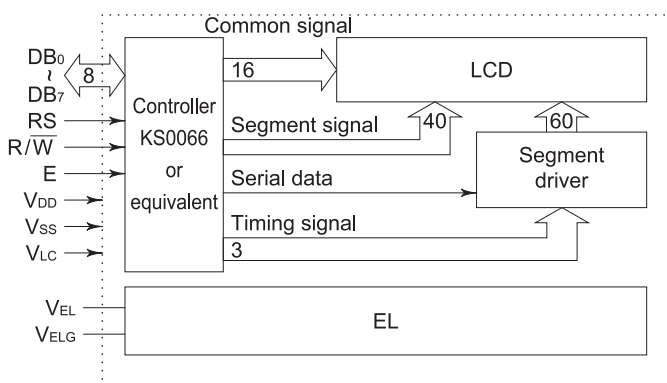 Common signal
DB0
~
DB7
8
16
LCD
Controller
KS0066
or
equivalent
RS
R/W̅
E
VDD
VSS
VLC
Segment signal
40
60
Segment
driver
Serial data
Timing signal
3
VEL
VELG
EL